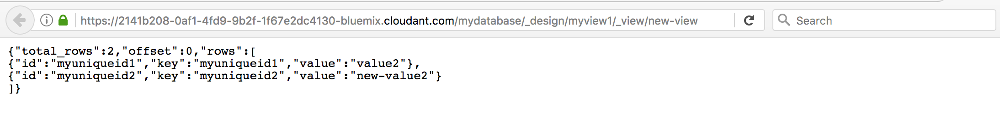 https://2141b208-0af1-4fd9-9b2f-1f67e2dc4130-bluemix.cloudant.com/mydatabase/_design/myview1/_view/new-view
Search
{"total_rows":2,"offset":0,"rows":[
{"id":"myuniqueid1","key":"myuniqueid1","value":"value2"},
{"id":"myuniqueid2","key":"myuniqueid2","value":"new-value2"}
]}